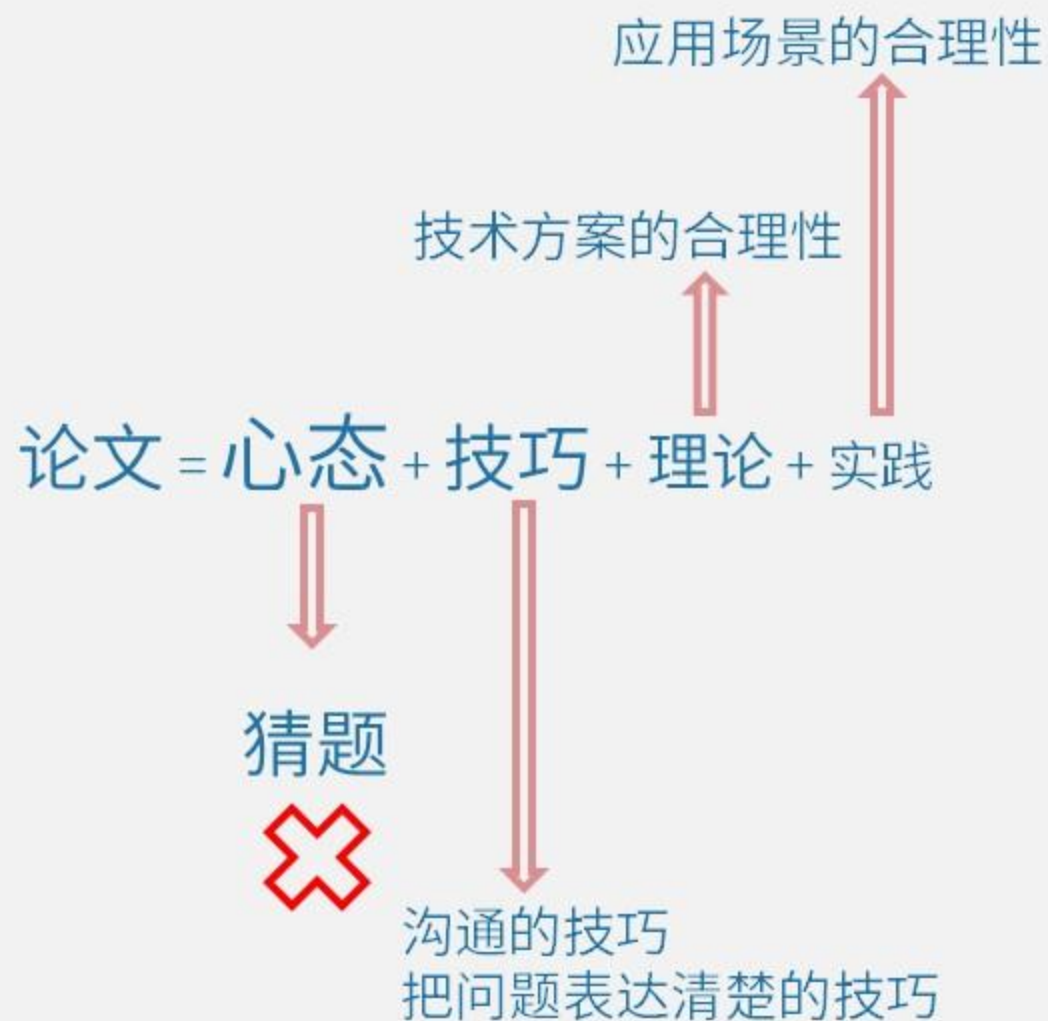 应用场景的合理性
技术方案的合理性
论文 = 心态 + 技巧 + 理论 + 实践
猜题
沟通的技巧
把问题表达清楚的技巧